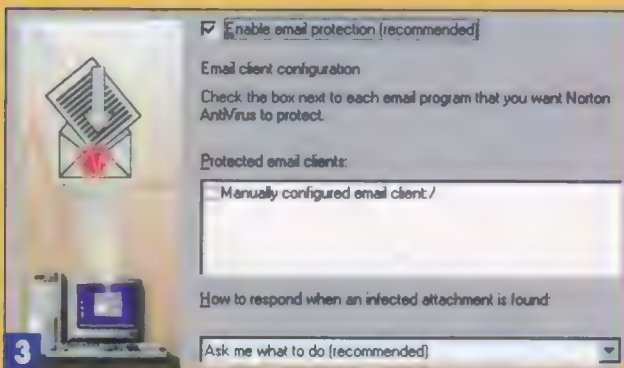 Enable email protection (recommended)
Email client configuration
Check the box next to each email program that you want Norton
AntiVirus to protect.
Protected email clients:
Manually configured email client:/
How to respond when an infected attachment is found:
3
Ask me what to do (recommended)